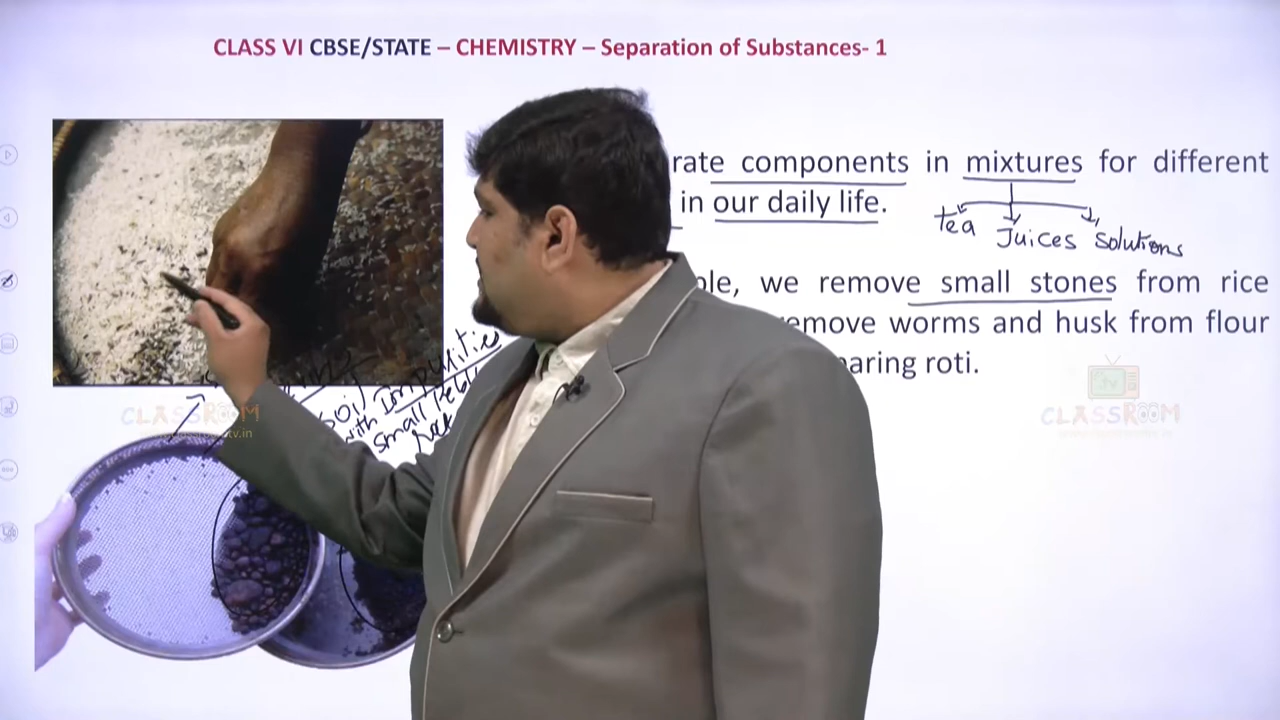 CLASS VI CBSE/STATE – CHEMISTRY – Separation of Substances- 1
rate components in mixtures for different
in our daily life.
tea Juices Solutions
ple, we remove small stones from rice
emove worms and husk from flour
aring roti.
Soil
with Impurities
small
CLASSROOM
CLASSROOM